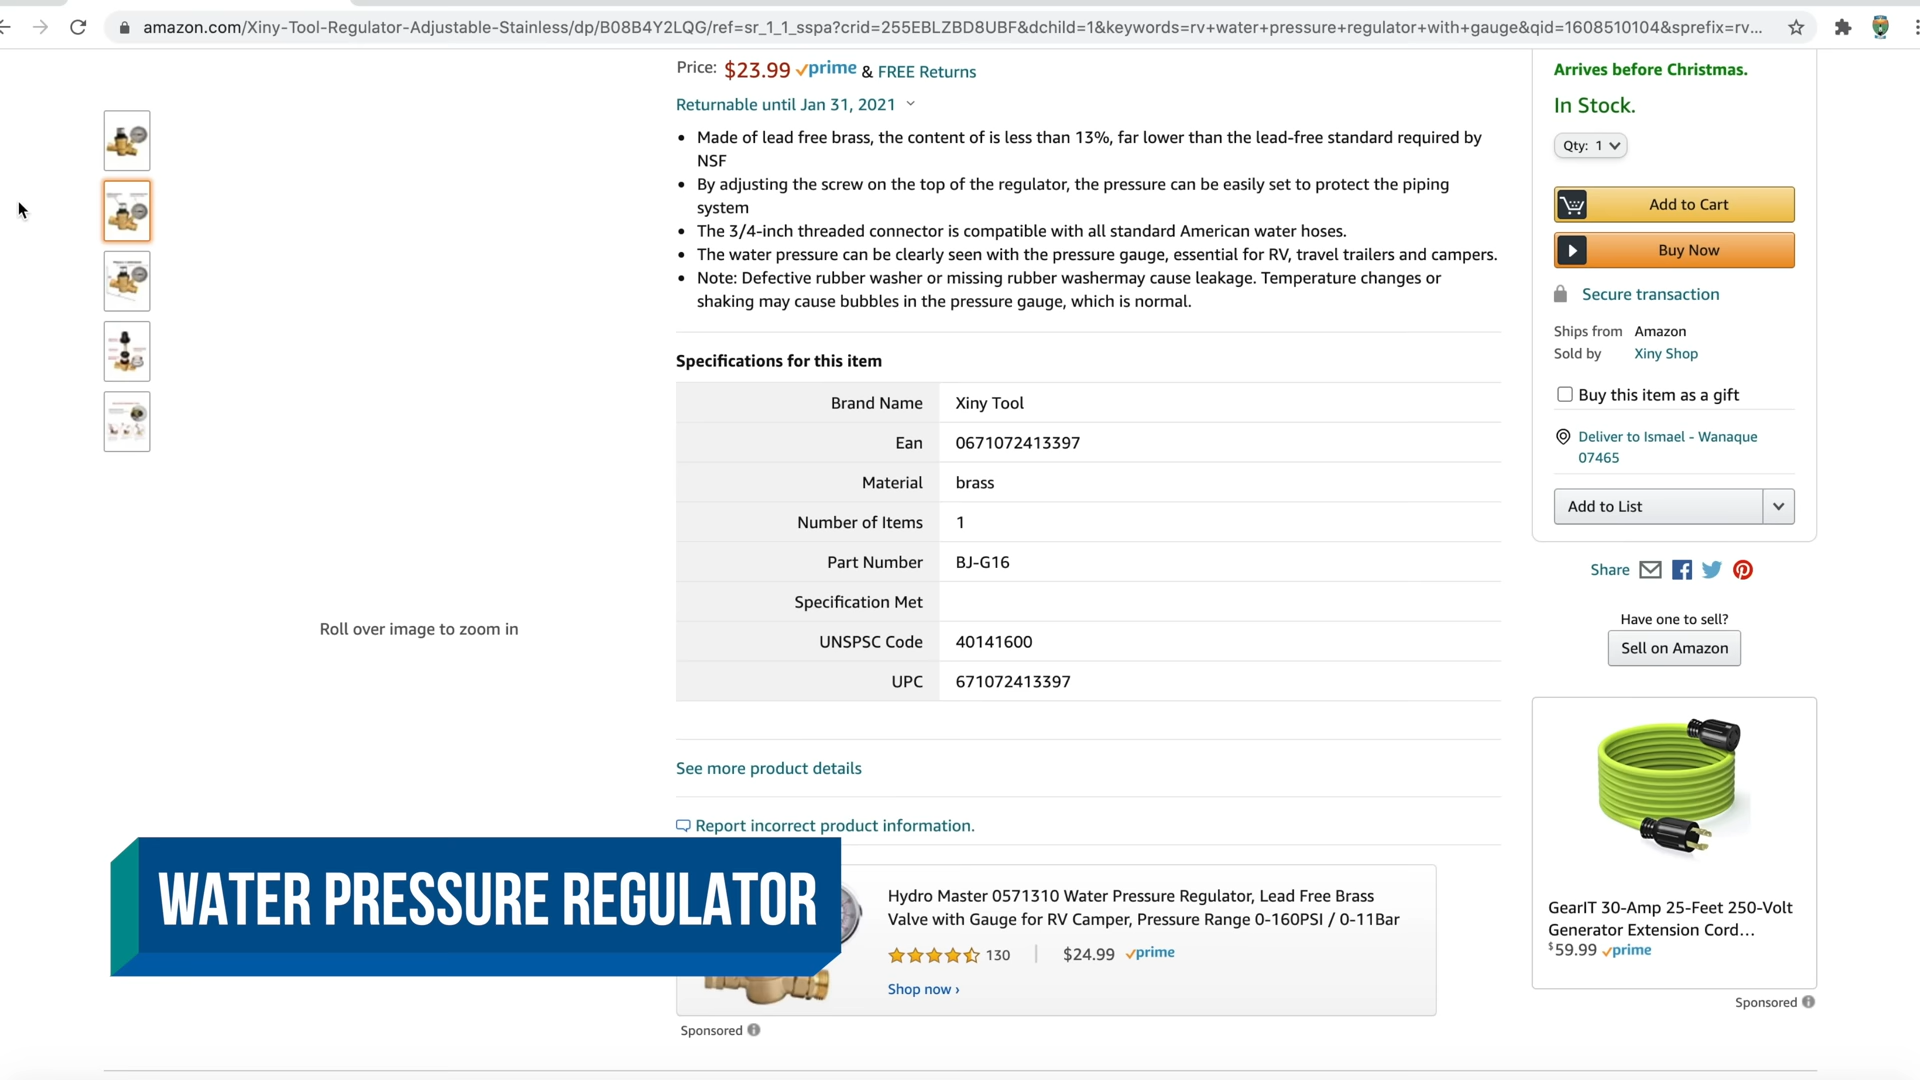 amazon.com/Xiny-Tool-Regulator-Adjustable-Stainless/dp/B08B4Y2LQG/ref=sr_1_1_sspa?crid=255EBLZBD8UBF&dchild=1&keywords=rv+water+pressure+regulator+with+gauge&qid=1608510104&sprefix=rv...
Price: $23.99 prime & FREE Returns
Returnable until Jan 31, 2021
• Made of lead free brass, the content of is less than 13%, far lower than the lead-free standard required by
NSF
• By adjusting the screw on the top of the regulator, the pressure can be easily set to protect the piping
system
• The 3/4-inch threaded connector is compatible with all standard American water hoses.
• The water pressure can be clearly seen with the pressure gauge, essential for RV, travel trailers and campers.
• Note: Defective rubber washer or missing rubber washermay cause leakage. Temperature changes or
shaking may cause bubbles in the pressure gauge, which is normal.
Specifications for this item
Brand Name Xiny Tool
Ean 0671072413397
Material brass
Number of Items 1
Part Number BJ-G16
Specification Met
UNSPSC Code 40141600
UPC 671072413397
See more product details
Report incorrect product information.
Roll over image to zoom in
WATER PRESSURE REGULATOR
Hydro Master 0571310 Water Pressure Regulator, Lead Free Brass
Valve with Gauge for RV Camper, Pressure Range 0-160PSI / 0-11Bar
130 | $24.99 prime
Shop now ›
Sponsored
Arrives before Christmas.
In Stock.
Qty: 1
Add to Cart
Buy Now
Secure transaction
Ships from Amazon
Sold by Xiny Shop
Buy this item as a gift
Deliver to Ismael - Wanaque
07465
Add to List
Share
Have one to sell?
Sell on Amazon
GearIT 30-Amp 25-Feet 250-Volt
Generator Extension Cord...
$59.99 prime
Sponsored